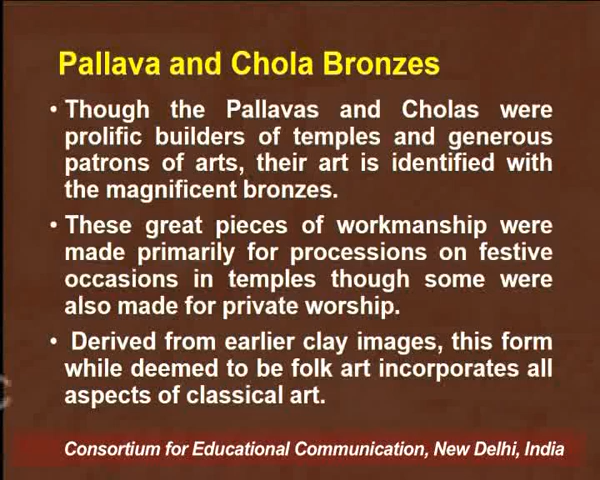 Pallava and Chola Bronzes
• Though the Pallavas and Cholas were
prolific builders of temples and generous
patrons of arts, their art is identified with
the magnificent bronzes.
• These great pieces of workmanship were
made primarily for processions on festive
occasions in temples though some were
also made for private worship.
• Derived from earlier clay images, this form
while deemed to be folk art incorporates all
aspects of classical art.
Consortium for Educational Communication, New Delhi, India